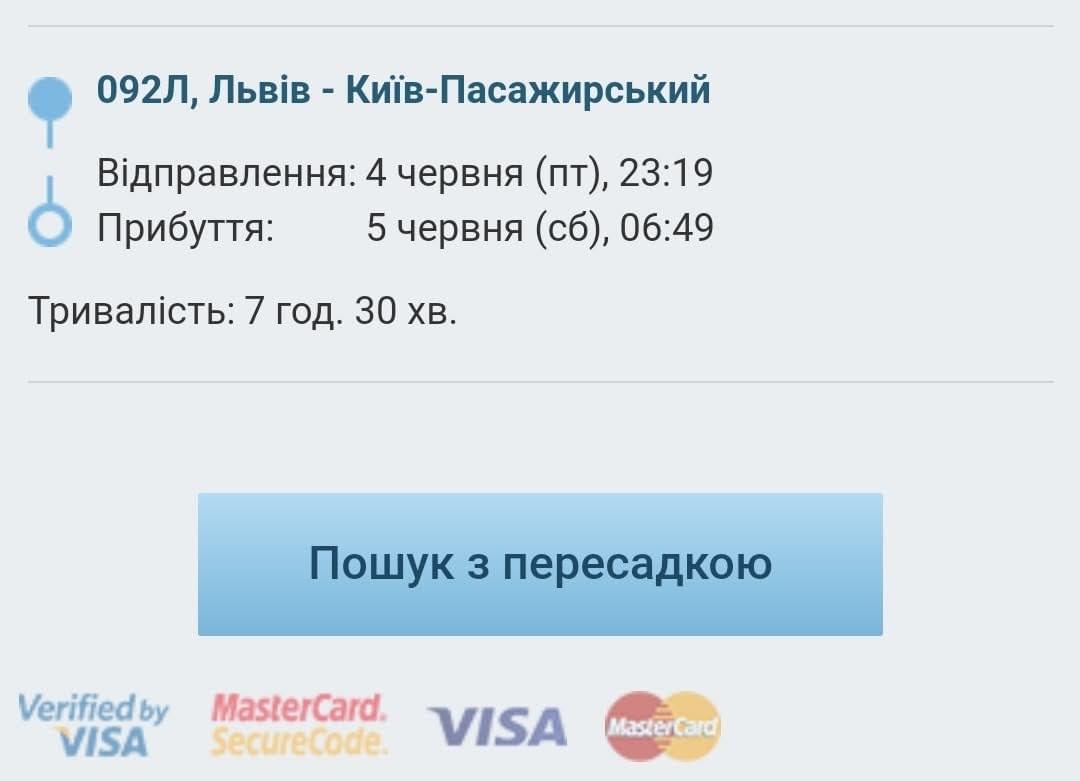 092Л, Львів - Київ-Пасажирський
Відправлення: 4 червня (пт), 23:19
Прибуття: 5 червня (сб), 06:49
Тривалість: 7 год. 30 хв.
Пошук з пересадкою
Verified by VISA
MasterCard. SecureCode.
VISA
MasterCard